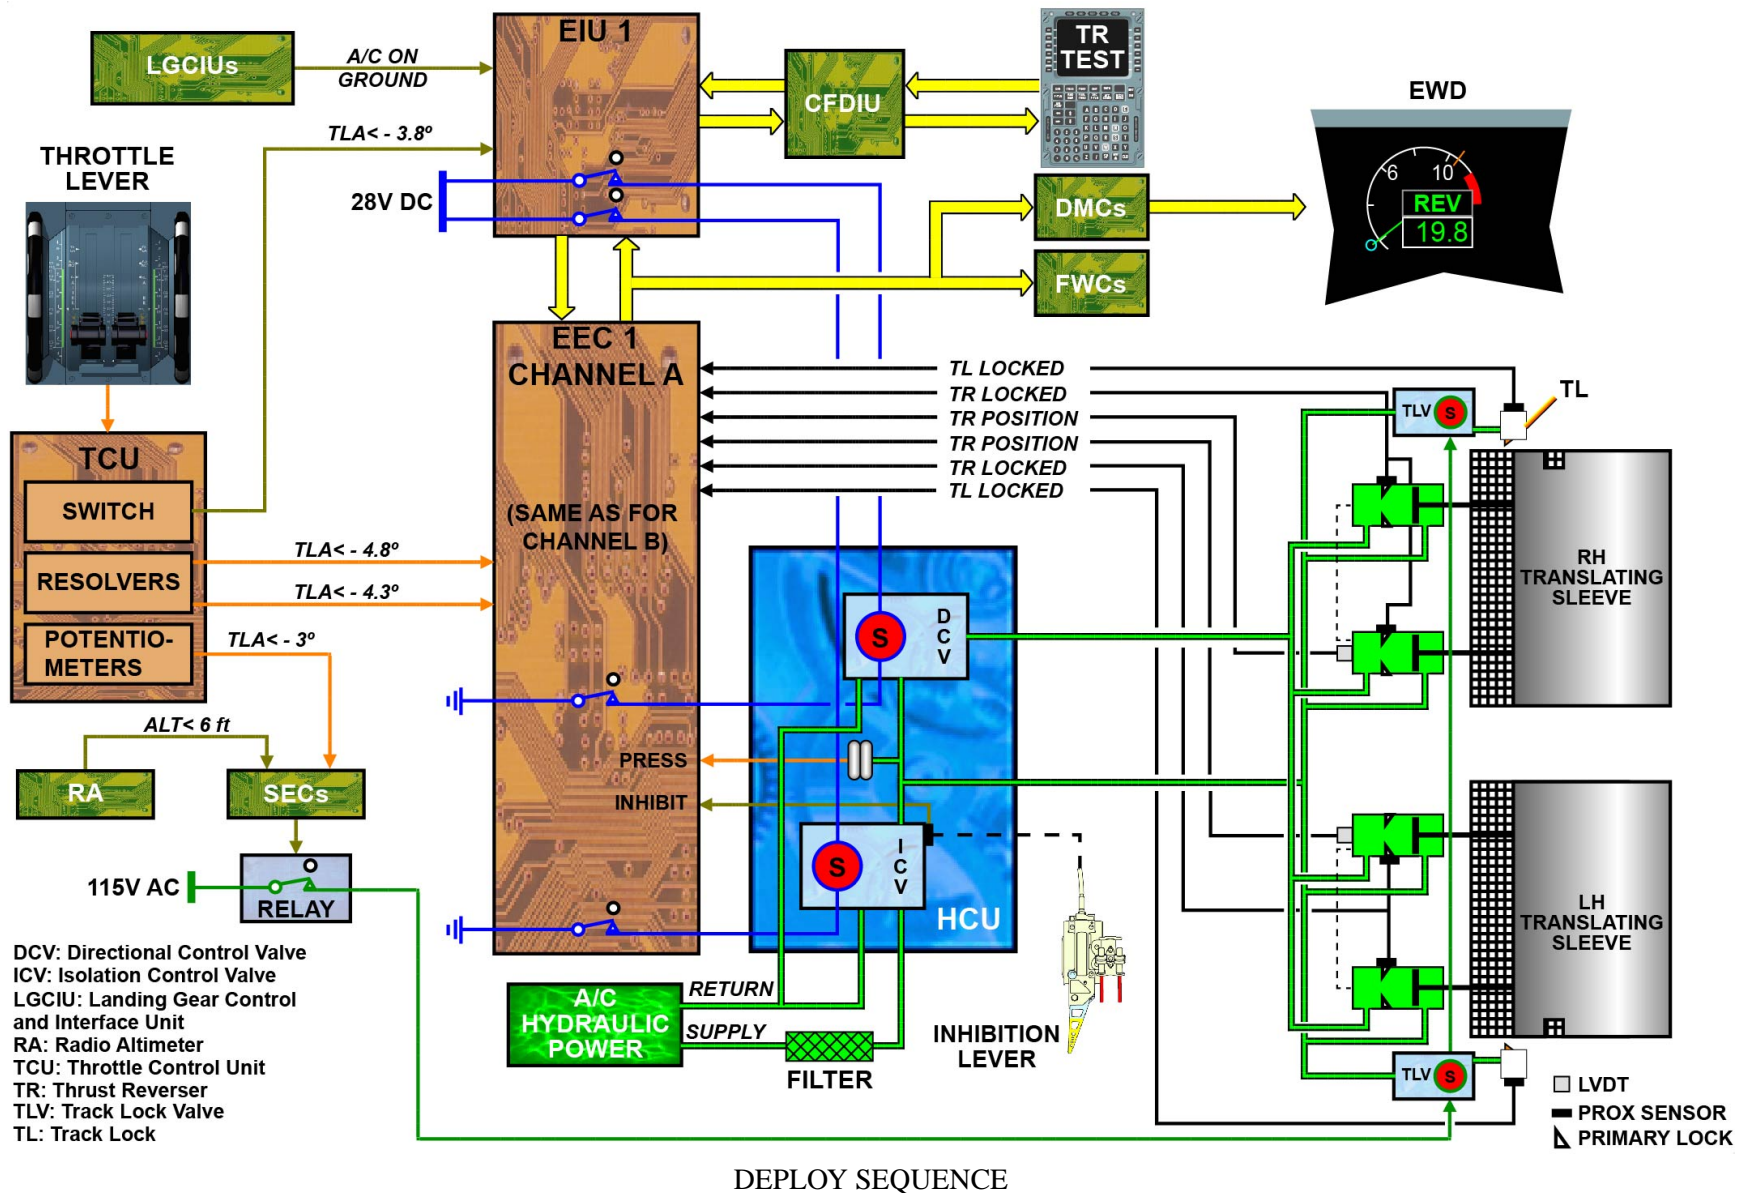 EIU 1
LGCIUs
A/C ON
GROUND
TLA< - 3.8º
28V DC
CFDIU
TR
TEST
EWD
6
10
REV
19.8
DMCs
FWCs
THROTTLE
LEVER
TCU
SWITCH
RESOLVERS
POTENTIO-
METERS
TLA< - 4.8º
TLA< - 4.3º
TLA< - 3º
ALT< 6 ft
RA
SECs
115V AC
RELAY
EEC 1
CHANNEL A
(SAME AS FOR
CHANNEL B)
PRESS
INHIBIT
TL LOCKED
TR LOCKED
TR POSITION
TR POSITION
TR LOCKED
TL LOCKED
S
D
C
V
S
I
C
V
HCU
A/C
HYDRAULIC
POWER
RETURN
SUPPLY
FILTER
INHIBITION
LEVER
TLV
S
TL
RH
TRANSLATING
SLEEVE
LH
TRANSLATING
SLEEVE
TLV
S
LVDT
PROX SENSOR
PRIMARY LOCK
DCV: Directional Control Valve
ICV: Isolation Control Valve
LGCIU: Landing Gear Control
and Interface Unit
RA: Radio Altimeter
TCU: Throttle Control Unit
TR: Thrust Reverser
TLV: Track Lock Valve
TL: Track Lock
DEPLOY SEQUENCE